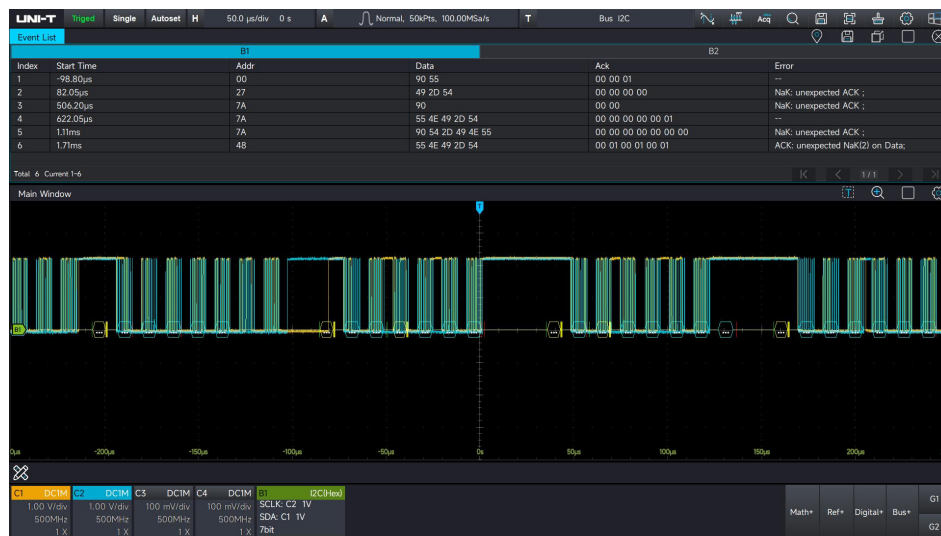 UNI-T Triged Single Autoset H 50.0 µs/div 0 s A Normal, 50kPts, 100.00MSa/s T Bus I2C Acq
Event List
B1 B2
Index Start Time Addr Data Ack Error
1 -98.80µs 00 90 55 00 00 01 --
2 82.05µs 27 49 2D 54 00 00 00 00 NaK: unexpected ACK ;
3 506.20µs 7A 90 00 00 NaK: unexpected ACK ;
4 622.05µs 7A 55 4E 49 2D 54 00 00 00 00 00 01 --
5 1.11ms 7A 90 54 2D 49 4E 55 00 00 00 00 00 00 00 NaK: unexpected ACK ;
6 1.71ms 48 55 4E 49 2D 54 00 01 00 01 00 01 ACK: unexpected NaK(2) on Data;
Total 6 Current 1-6 1/1
Main Window
T
B1
0µs -200µs -150µs -100µs -50µs 0s 50µs 100µs 150µs 200µs
C1 DC1M C2 DC1M C3 DC1M C4 DC1M B1 I2C(Hex)
1.00 V/div 1.00 V/div 100 mV/div 100 mV/div SCLK: C2 1V
500MHz 500MHz 500MHz 500MHz SDA: C1 1V
1 X 1 X 1 X 1 X 7bit
Math+ Ref+ Digital+ Bus+
G1
G2